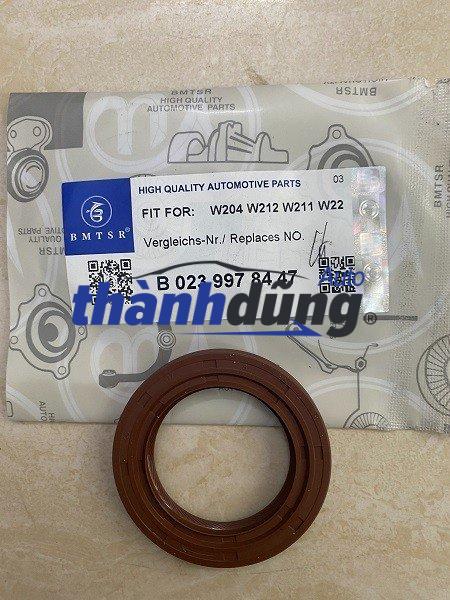 BMTSR
HIGH QUALITY
AUTOMOTIVE PARTS
BMTSR
HIGH QUALITY AUTOMOTIVE PARTS
03
FIT FOR: W204 W212 W211 W22
BMTSR®
Vergleichs-Nr./ Replaces NO.
B 023 997 84 47
Auto
thànhdũng